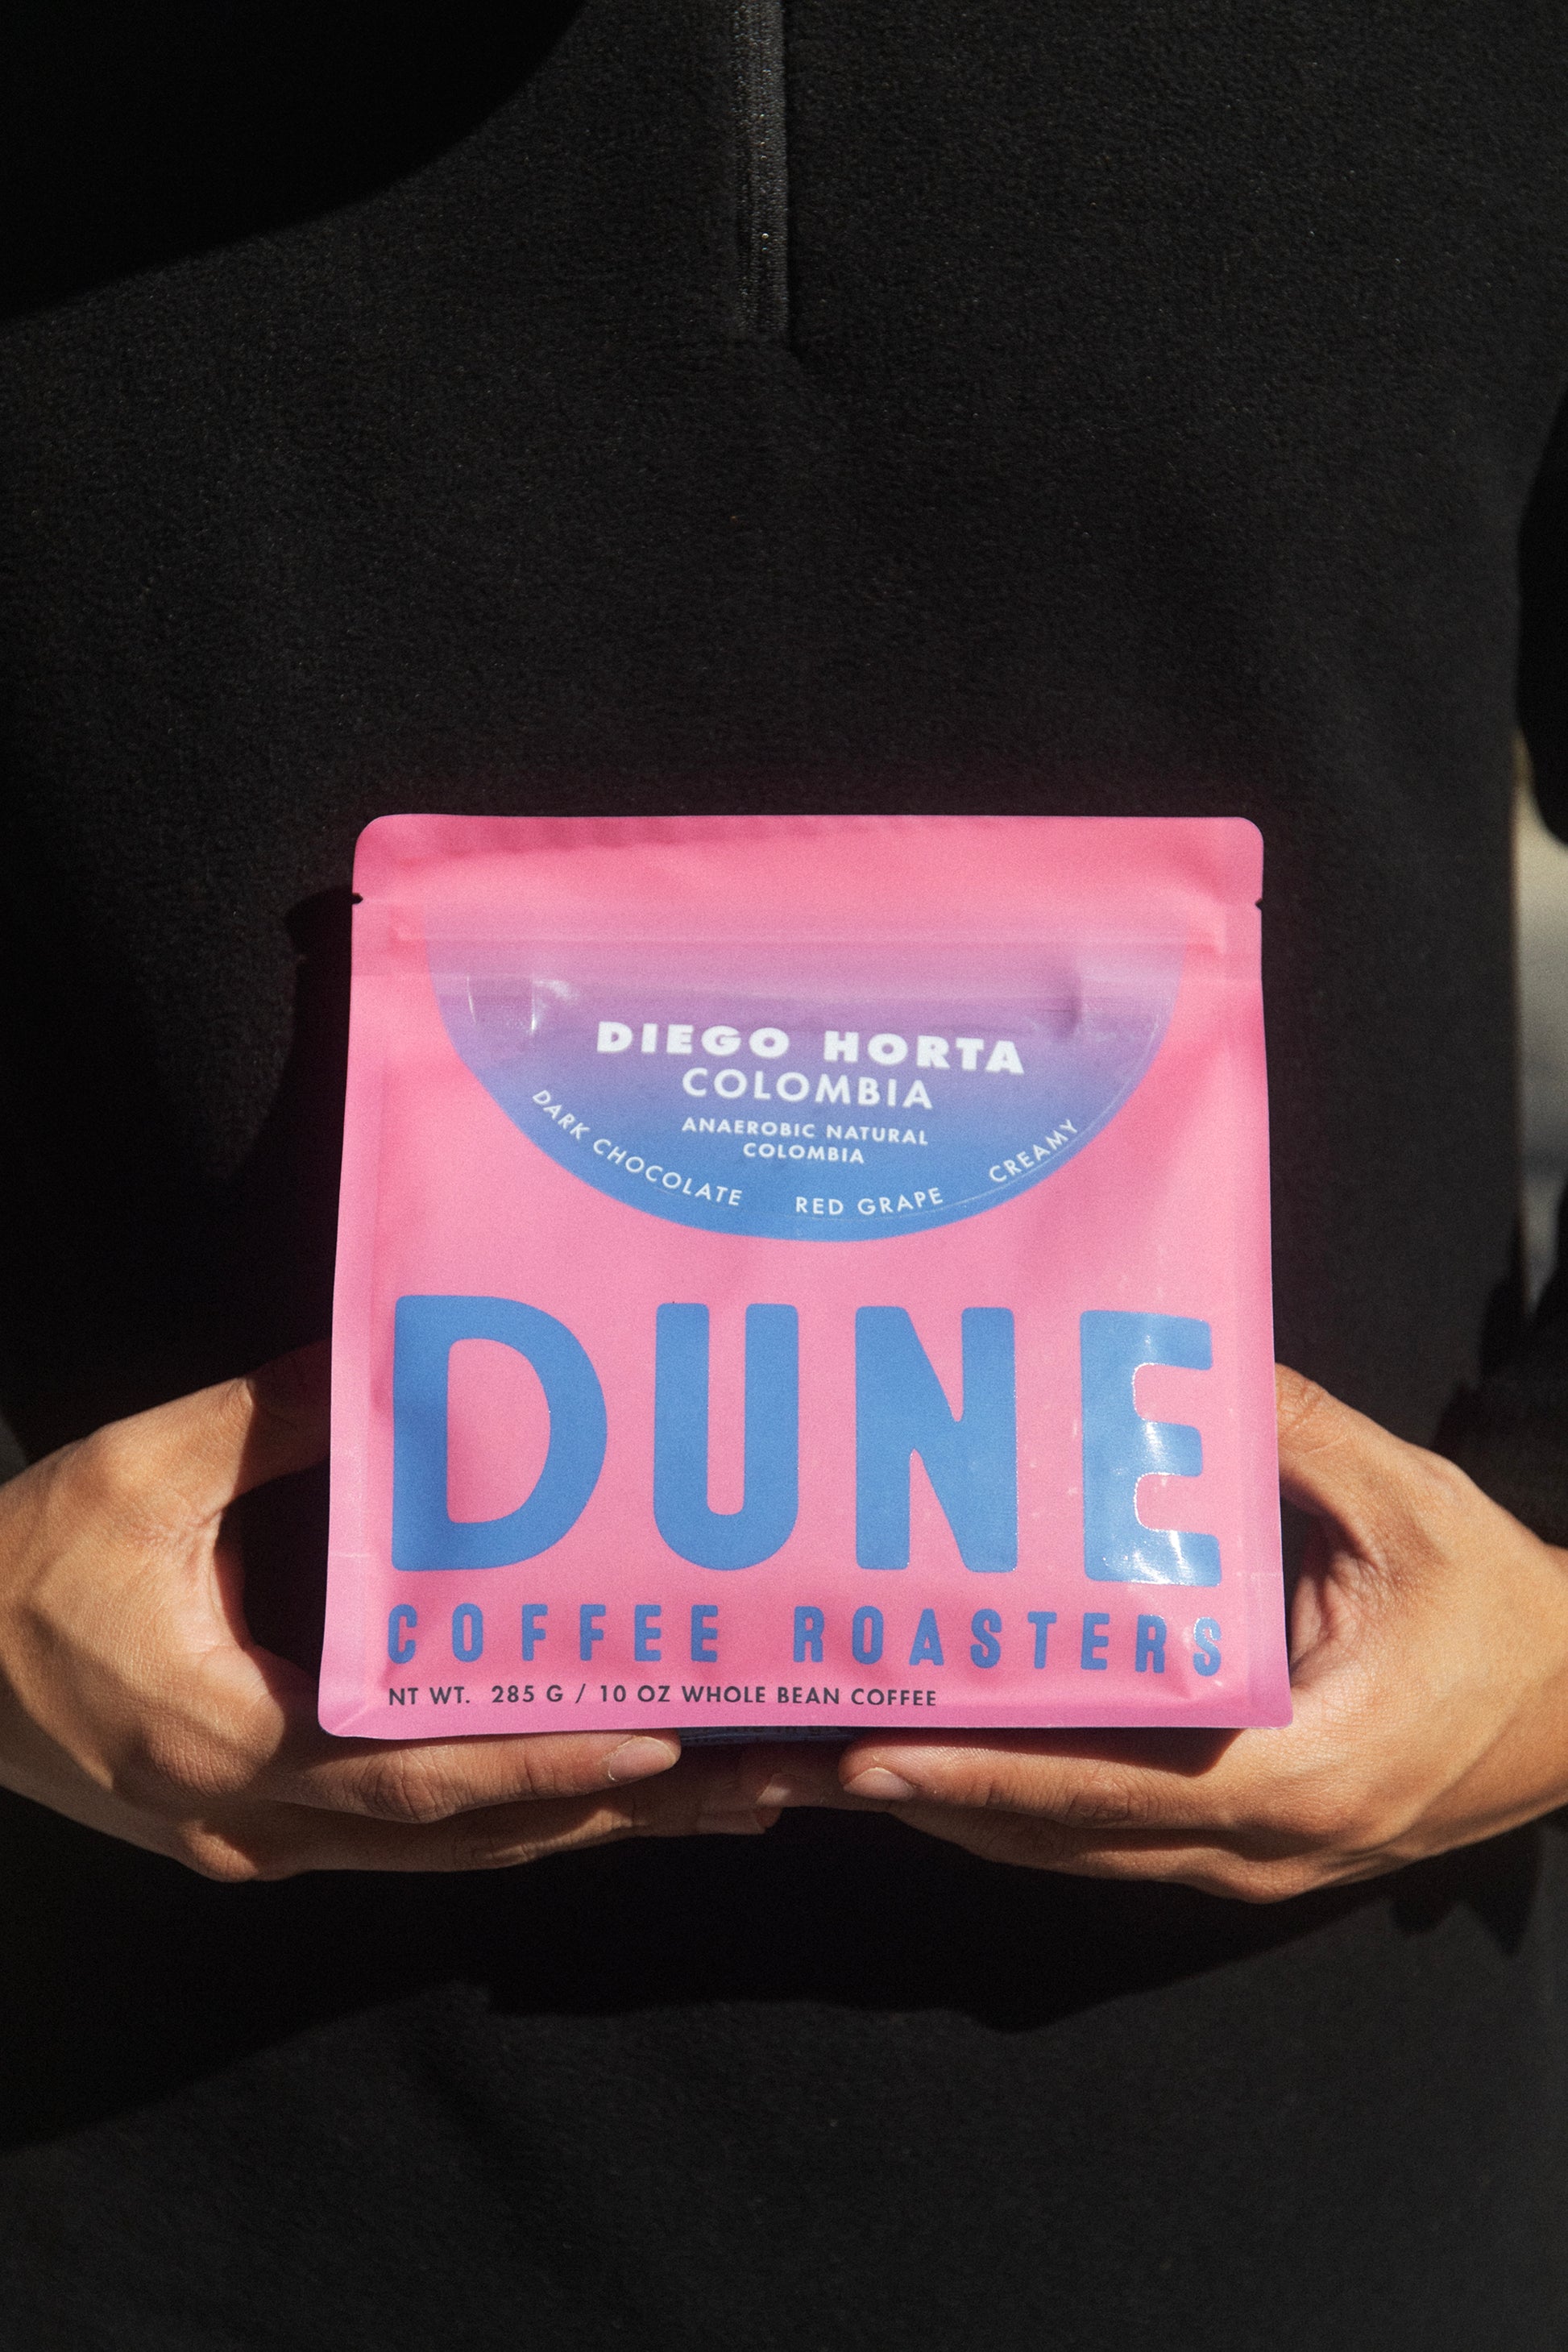 DIEGO HORTA
COLOMBIA
ANAEROBIC NATURAL
COLOMBIA
DARK CHOCOLATE RED GRAPE CREAMY
DUNE
COFFEE ROASTERS
NT WT. 285 G / 10 OZ WHOLE BEAN COFFEE